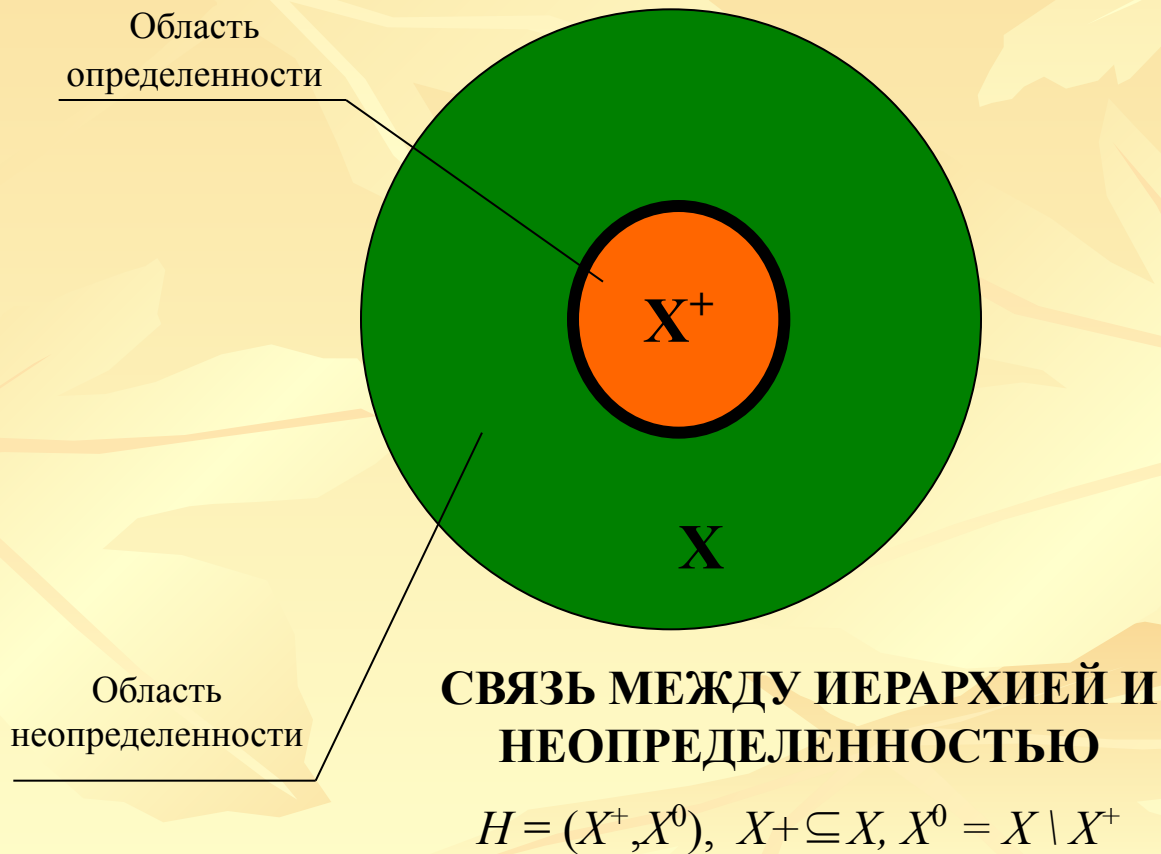 Область
определенности
X⁺
X
Область
неопределенности
СВЯЗЬ МЕЖДУ ИЕРАРХИЕЙ И
НЕОПРЕДЕЛЕННОСТЬЮ
H = (X⁺,X⁰), X+ ⊆ X, X⁰ = X \ X⁺